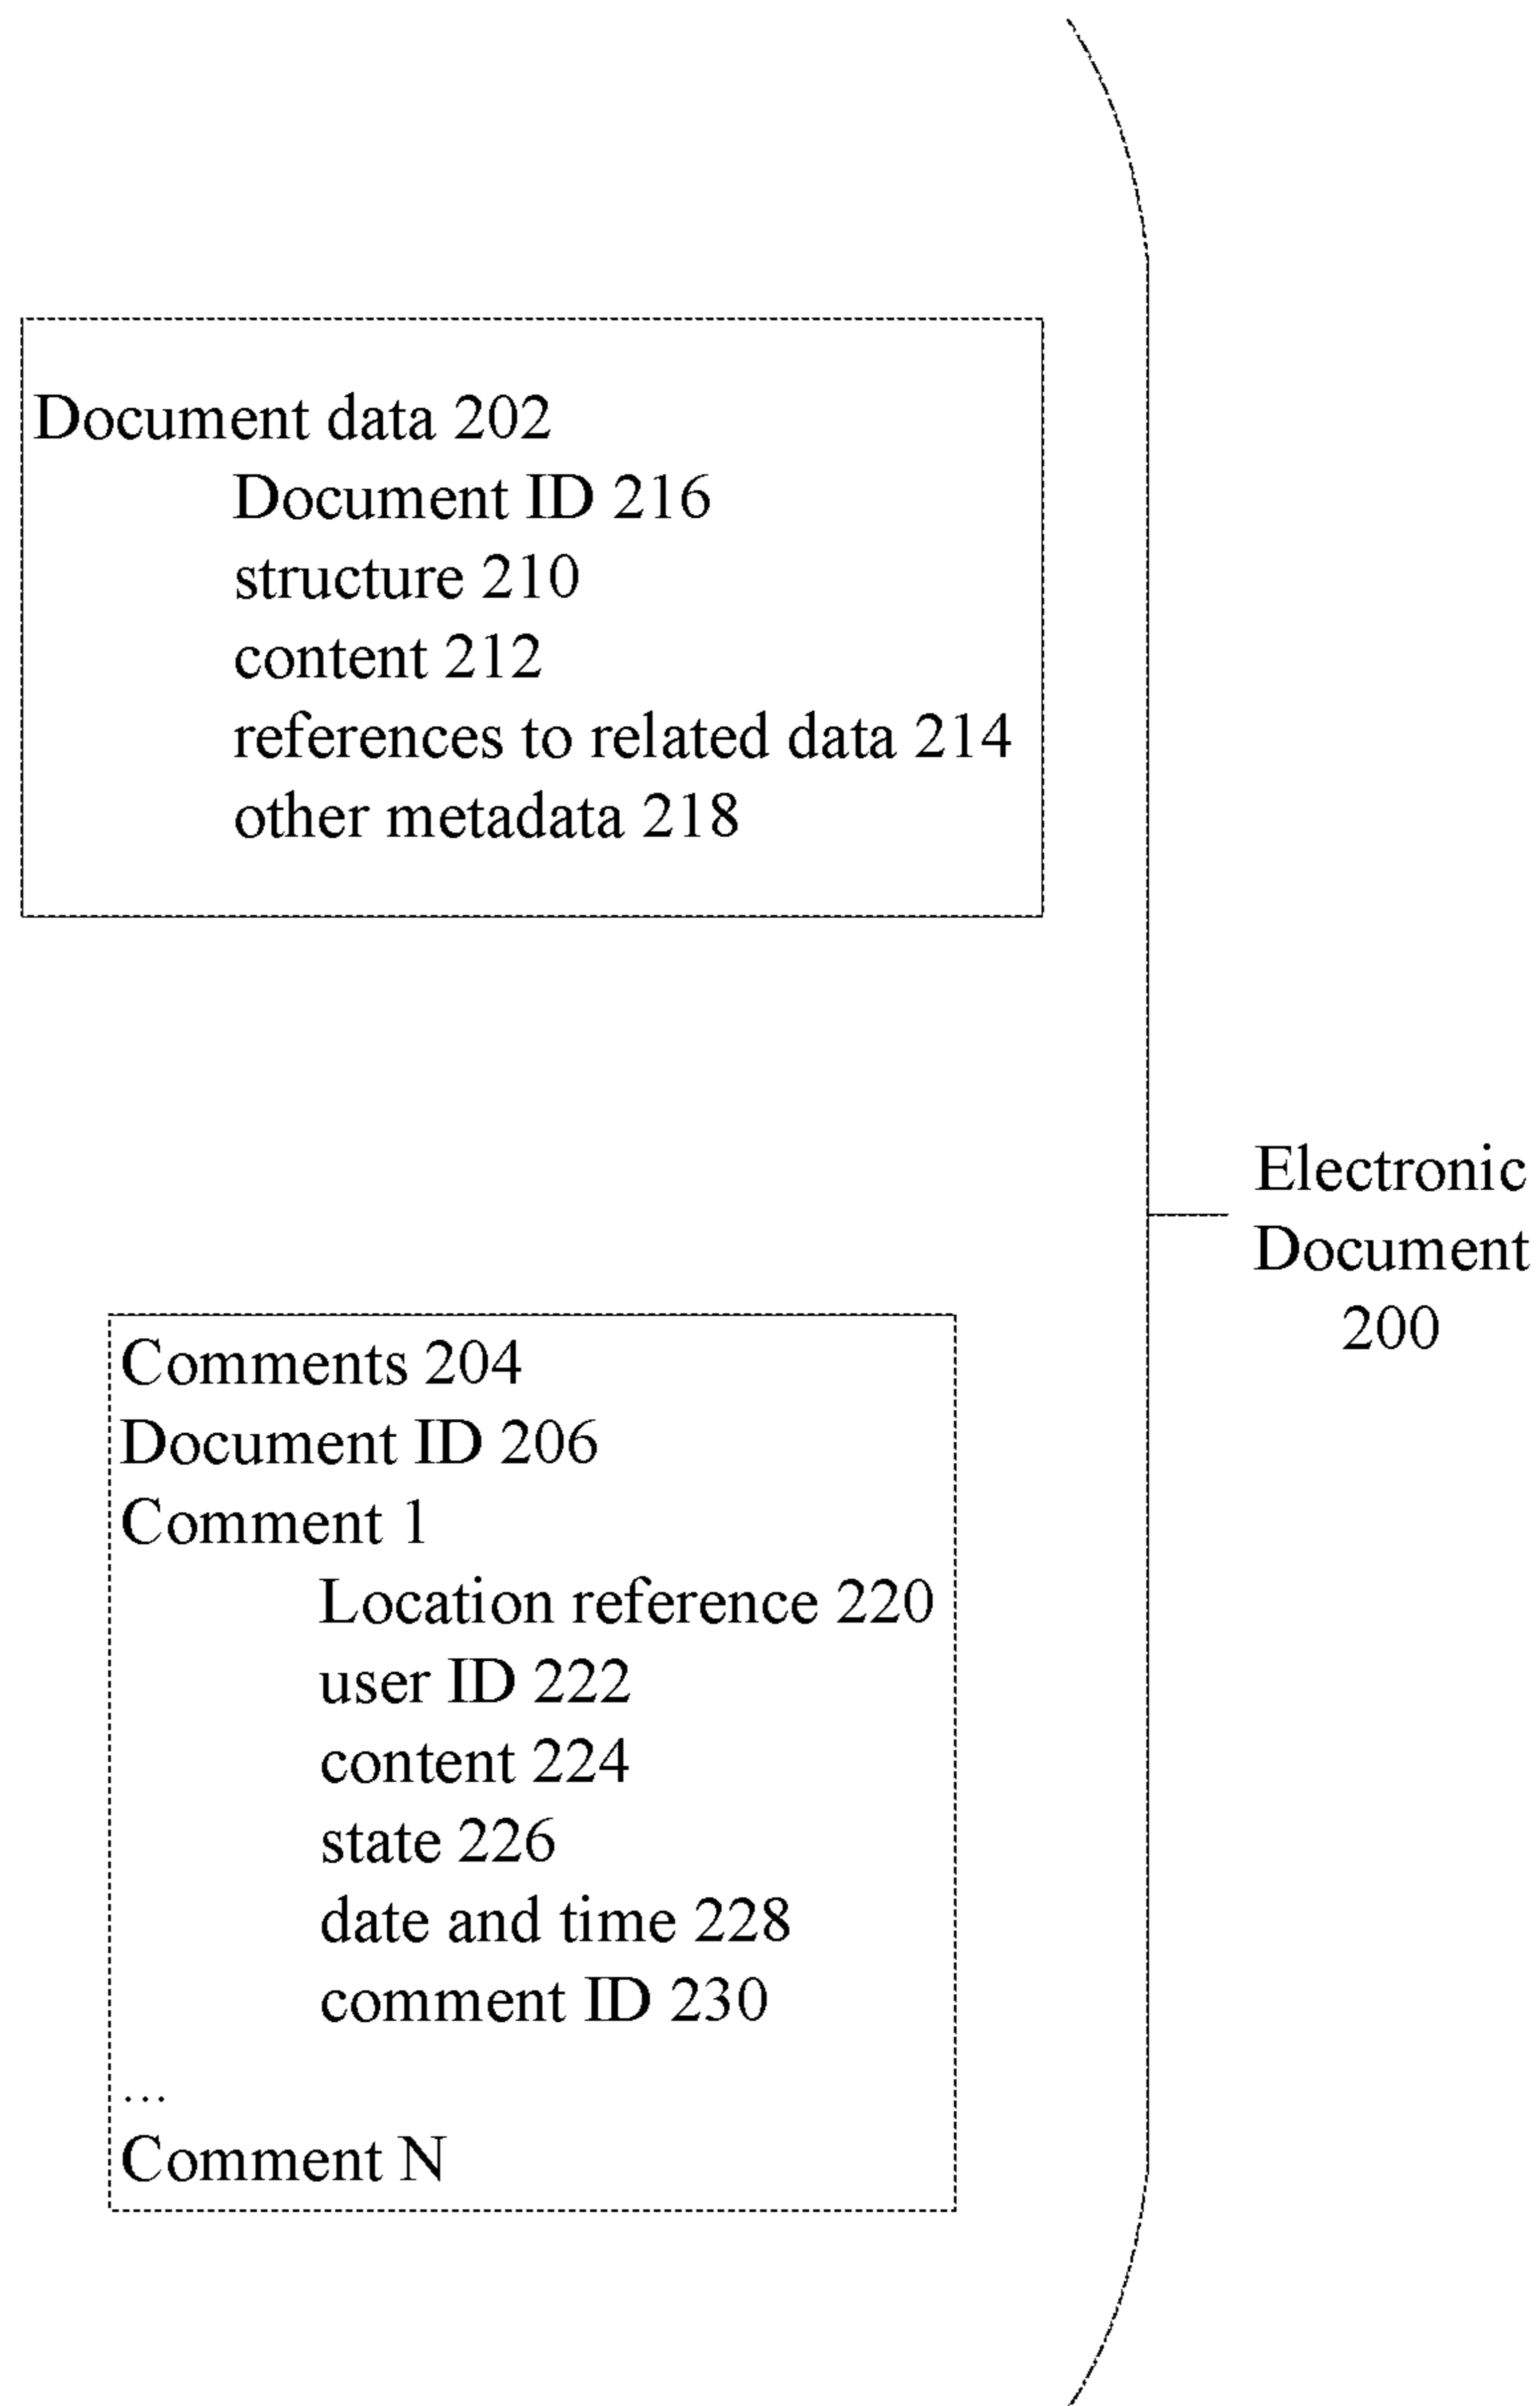 Document data 202
Document ID 216
structure 210
content 212
references to related data 214
other metadata 218
Electronic
Document
200
Comments 204
Document ID 206
Comment 1
Location reference 220
user ID 222
content 224
state 226
date and time 228
comment ID 230
...
Comment N